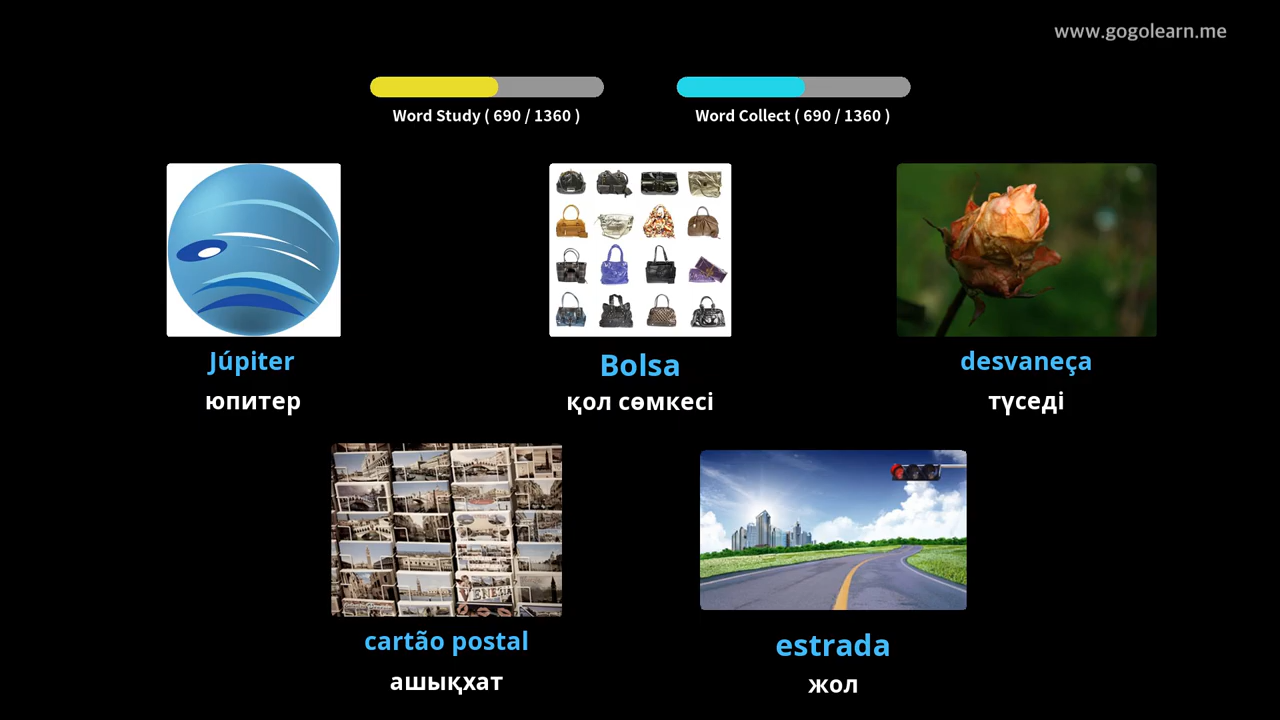 www.gogolearn.me
Word Study ( 690 / 1360 )
Word Collect ( 690 / 1360 )
Júpiter
юпитер
Bolsa
қол сөмкесі
desvaneça
түседі
VENEZIA
cartão postal
ашықхат
estrada
жол